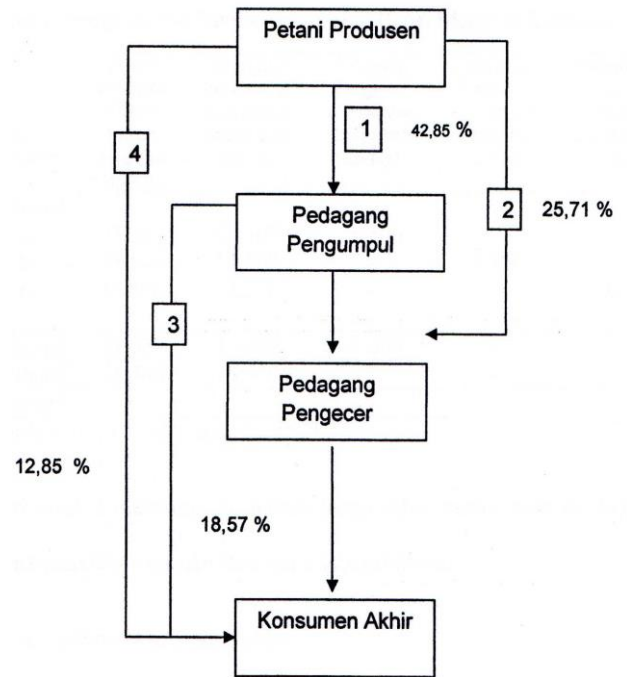 Petani Produsen
4
1
42,85 %
2
25,71 %
Pedagang
Pengumpul
3
Pedagang
Pengecer
12,85 %
18,57 %
Konsumen Akhir